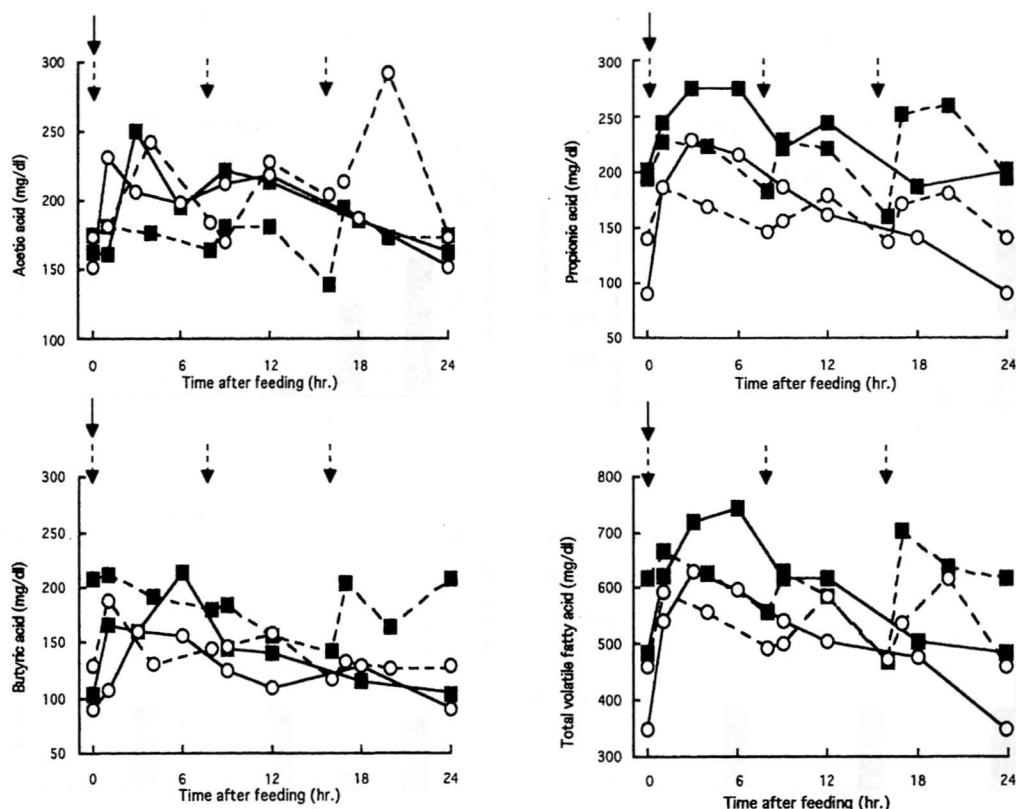 300
250
200
150
100
Acetic acid (mg/dl)
0 6 12 18 24
Time after feeding (hr.)
300
250
200
150
100
50
Propionic acid (mg/dl)
0 6 12 18 24
Time after feeding (hr.)
300
250
200
150
100
50
Butyric acid (mg/dl)
0 6 12 18 24
Time after feeding (hr.)
800
700
600
500
400
300
Total volatile fatty acid (mg/dl)
0 6 12 18 24
Time after feeding (hr.)